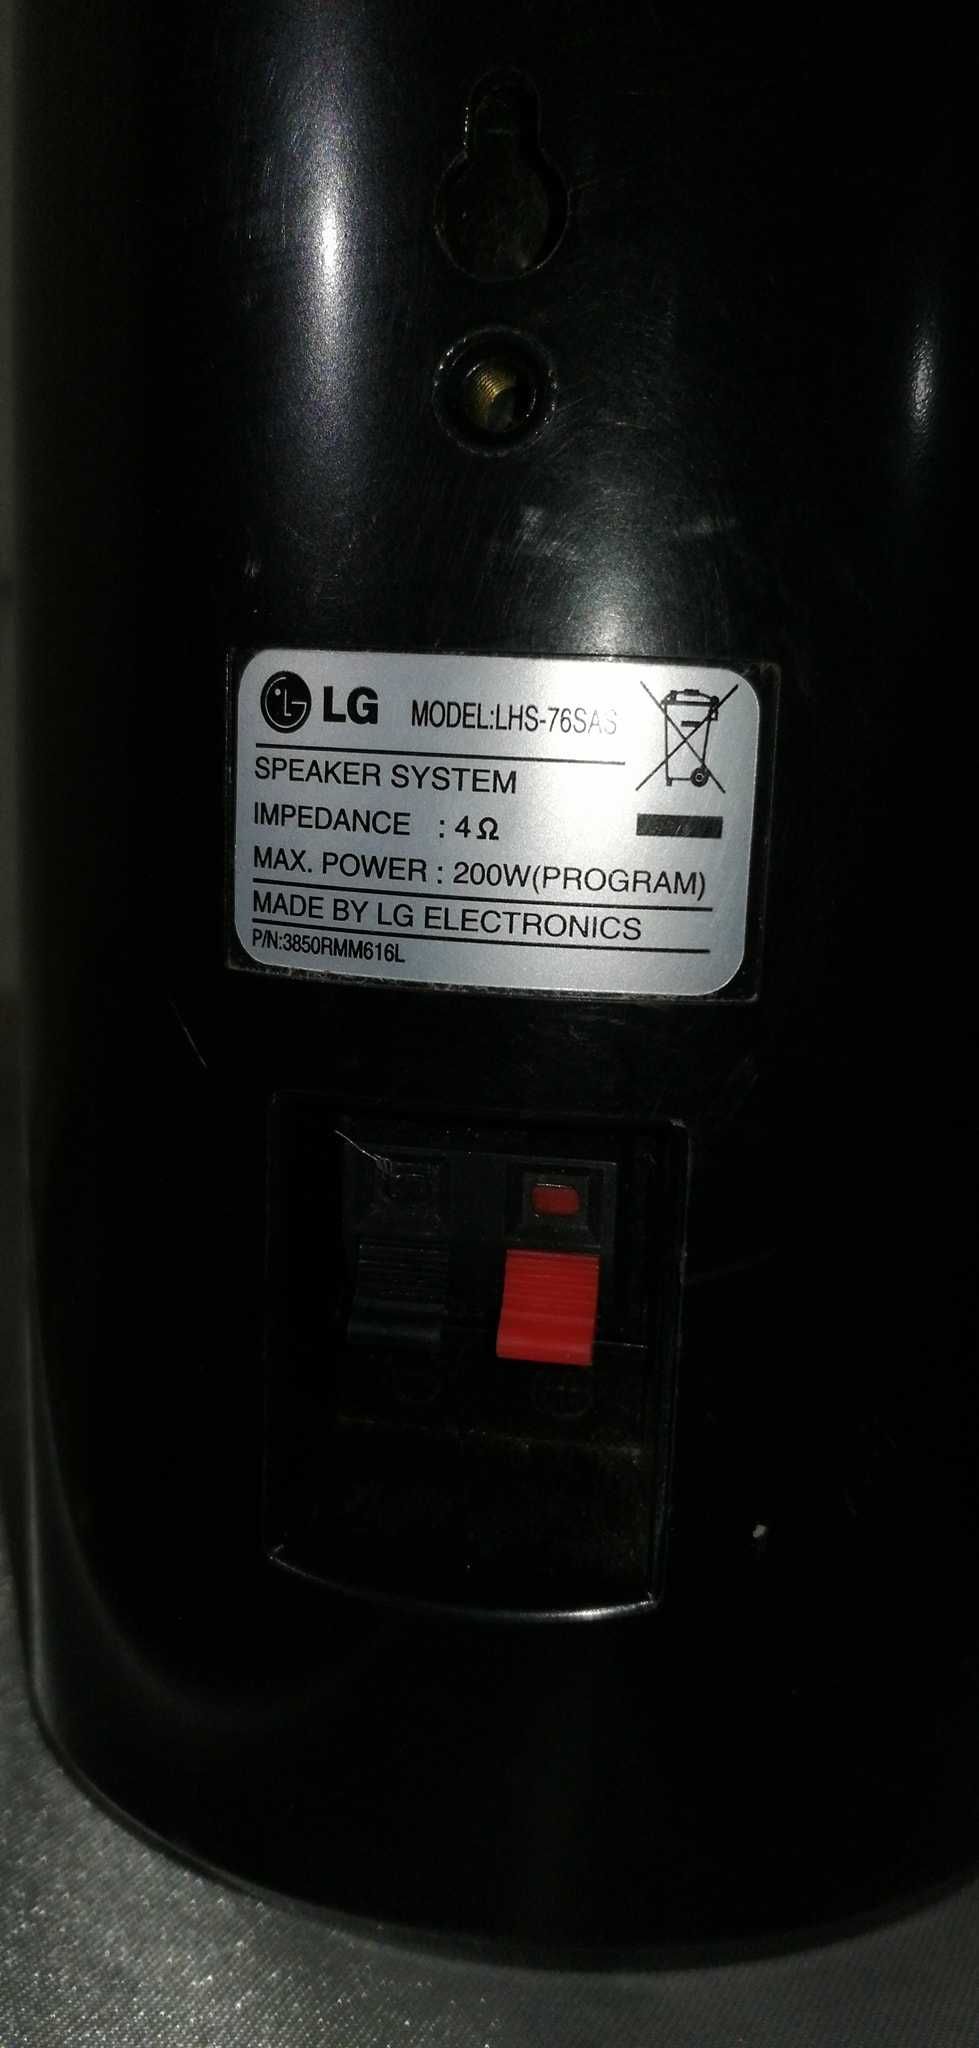 LG MODEL:LHS-76SAS
SPEAKER SYSTEM
IMPEDANCE : 4Ω
MAX. POWER : 200W(PROGRAM)
MADE BY LG ELECTRONICS
P/N:3850RMM616L